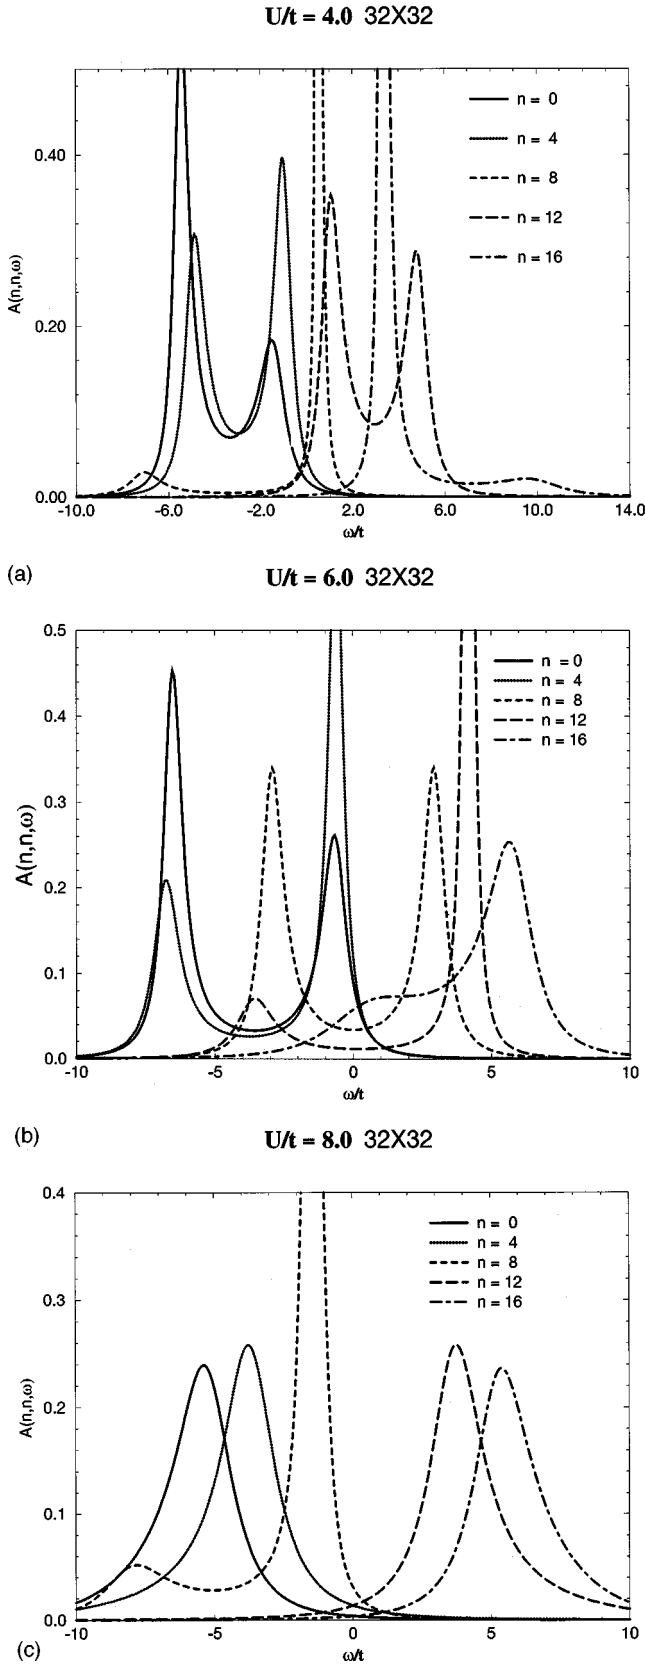 U/t = 4.0 32X32
A(n,n,ω)
0.40
0.20
0.00
n = 0
n = 4
n = 8
n = 12
n = 16
-10.0 -6.0 -2.0 2.0 6.0 10.0 14.0
ω/t
(a)
U/t = 6.0 32X32
A(n,n,ω)
0.5
0.4
0.3
0.2
0.1
0.0
n = 0
n = 4
n = 8
n = 12
n = 16
-10 -5 0 5 10
ω/t
(b)
U/t = 8.0 32X32
A(n,n,ω)
0.4
0.3
0.2
0.1
0.0
n = 0
n = 4
n = 8
n = 12
n = 16
-10 -5 0 5 10
ω/t
(c)